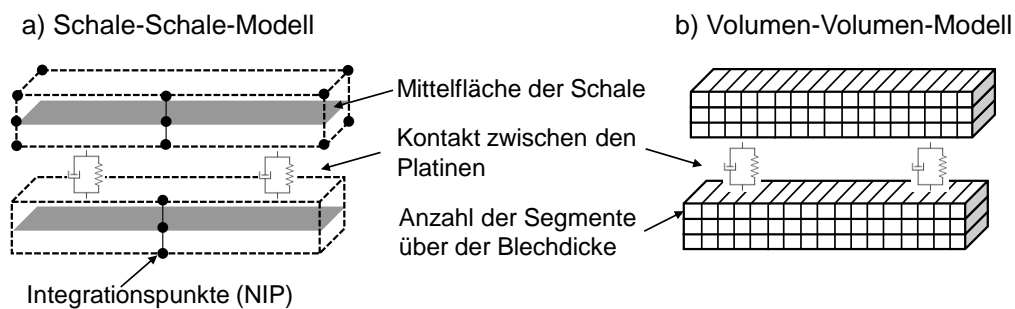 a) Schale-Schale-Modell
b) Volumen-Volumen-Modell
Mittelfläche der Schale
Kontakt zwischen den
Platinen
Anzahl der Segmente
über der Blechdicke
Integrationspunkte (NIP)